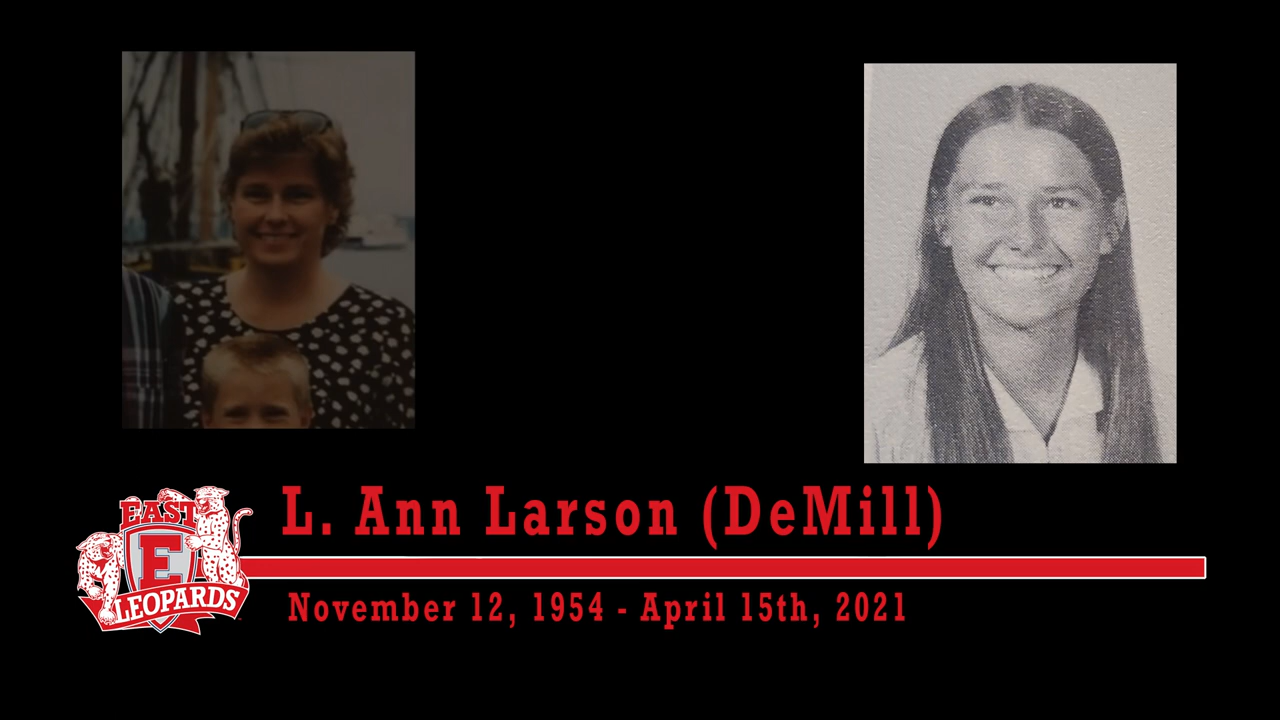 L. Ann Larson (DeMill)
EAST
E
LEOPARDS
November 12, 1954 - April 15th, 2021